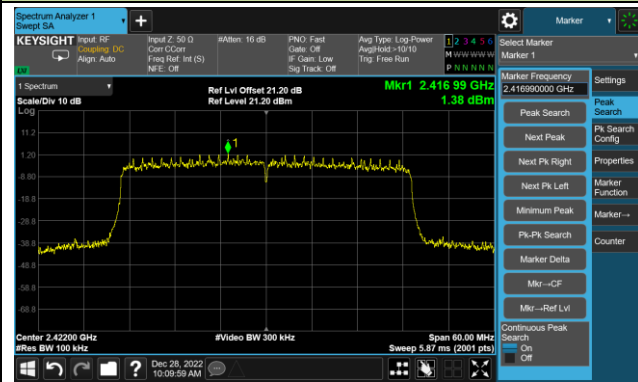 Spectrum Analyzer 1
Swept SA
+
Marker
KEYSIGHT
Input: RF
Coupling: DC
Align: Auto
Input Z: 50 Ω
Corr CCorr
Freq Ref: Int (S)
NFE: Off
#Atten: 16 dB
PNO: Fast
Gate: Off
IF Gain: Low
Sig Track: Off
Avg Type: Log-Power
Avg|Hold:>10/10
Trig: Free Run
1 2 3 4 5 6
M W W W W W
P N N N N N
LXI
Select Marker
Marker 1
1 Spectrum
Scale/Div 10 dB
Log
Ref Lvl Offset 21.20 dB
Ref Level 21.20 dBm
Mkr1 2.416 99 GHz
1.38 dBm
11.2
1.20
-8.80
-18.8
-28.8
-38.8
-48.8
-58.8
-68.8
1
Center 2.42200 GHz
#Res BW 100 kHz
#Video BW 300 kHz
Span 60.00 MHz
Sweep 5.87 ms (2001 pts)
Marker Frequency
2.416990000 GHz
Peak Search
Next Peak
Next Pk Right
Next Pk Left
Minimum Peak
Pk-Pk Search
Marker Delta
Mkr→CF
Mkr→Ref Lvl
Continuous Peak
Search
On
Off
Settings
Peak
Search
Pk Search
Config
Properties
Marker
Function
Marker→
Counter
?
Dec 28, 2022
10:09:59 AM